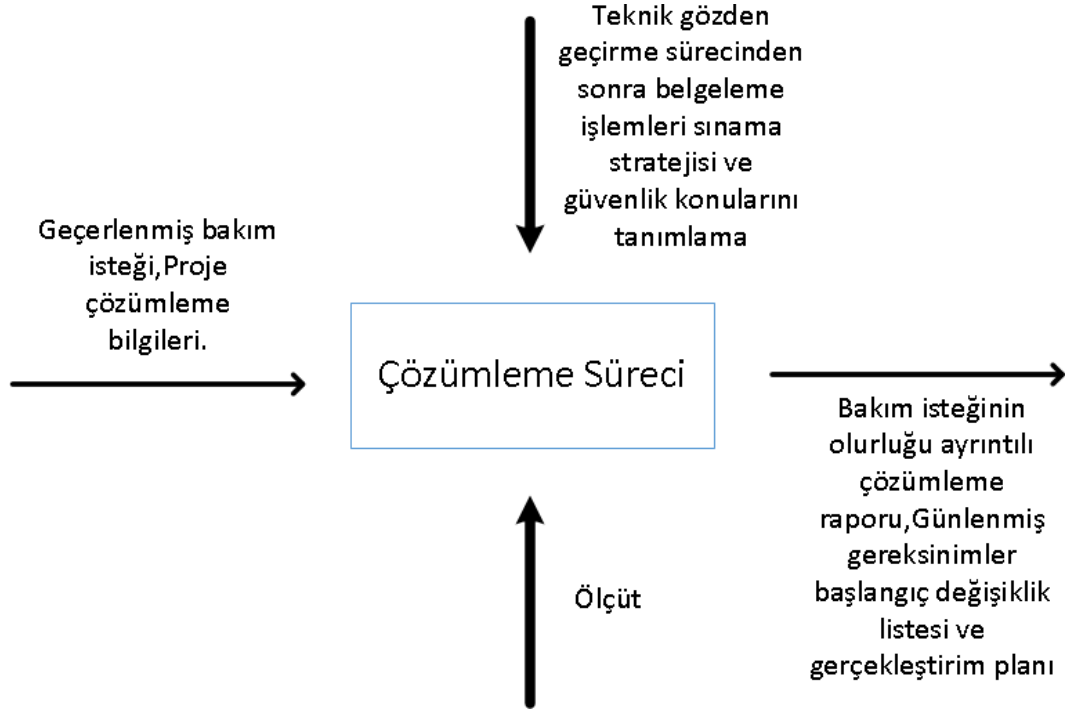 Teknik gözden
geçirme sürecinden
sonra belgeleme
işlemleri sınama
stratejisi ve
güvenlik konularını
tanımlama
Geçerlenmiş bakım
isteği,Proje
çözümleme
bilgileri.
Çözümleme Süreci
Bakım isteğinin
olurluğu ayrıntılı
çözümleme
raporu,Günlenmiş
gereksinimler
başlangıç değişiklik
listesi ve
gerçekleştirim planı
Ölçüt